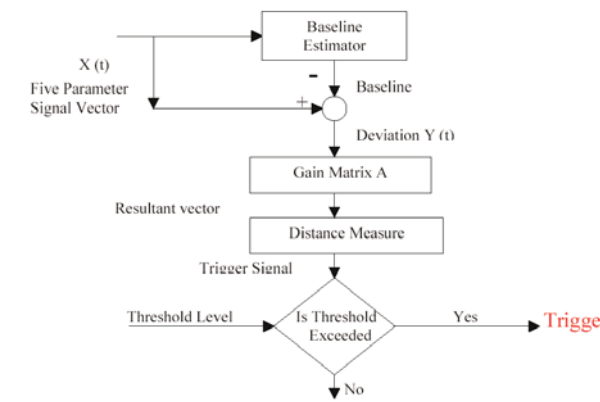 Baseline
Estimator
X (t)
Five Parameter
Signal Vector
-
Baseline
+
Deviation Y (t)
Gain Matrix A
Resultant vector
Distance Measure
Trigger Signal
Threshold Level
Is Threshold
Exceeded
Yes
Trigge
No